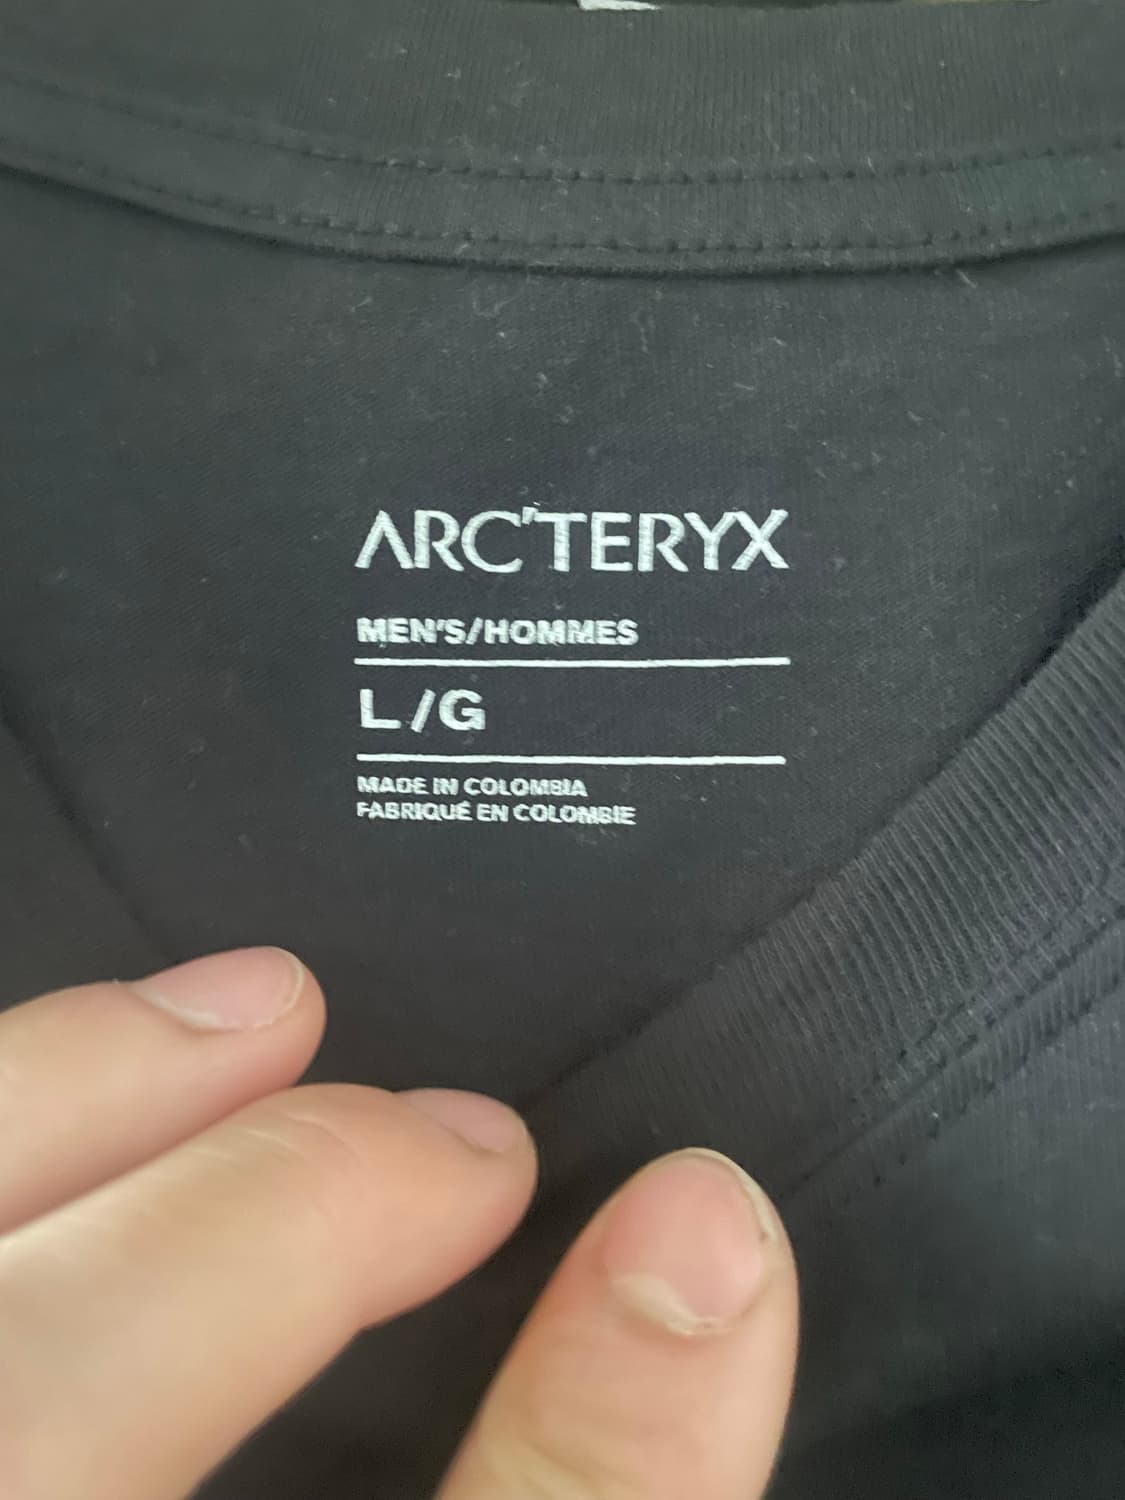 ARC'TERYX
MEN'S/HOMMES
L/G
MADE IN COLOMBIA
FABRIQUÉ EN COLOMBIE